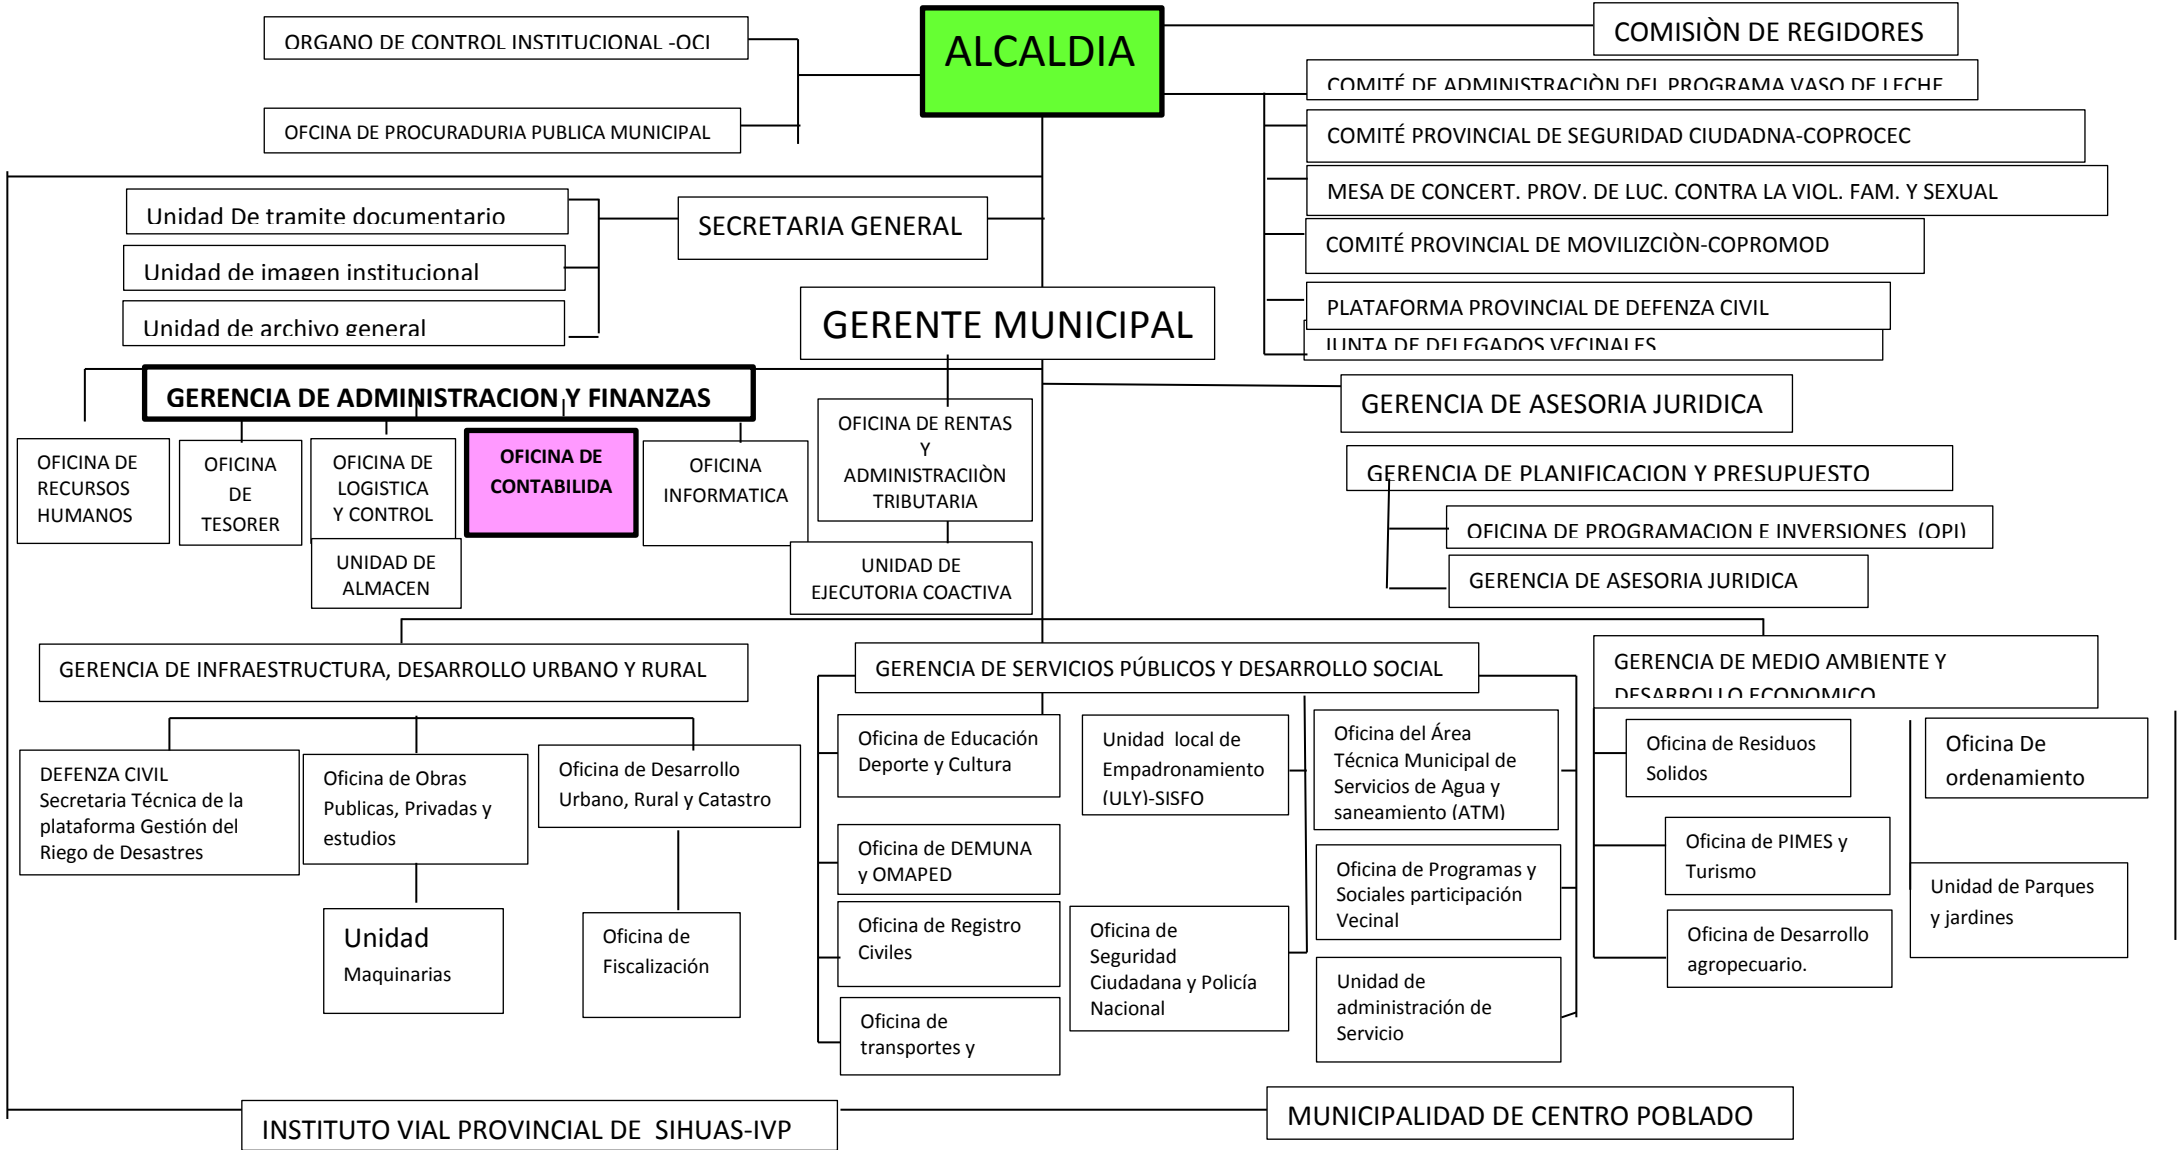 ALCALDIA
COMISIÒN DE REGIDORES
ORGANO DE CONTROL INSTITUCIONAL -OCI
OFCINA DE PROCURADURIA PUBLICA MUNICIPAL
COMITÉ DE ADMINISTRACIÒN DEL PROGRAMA VASO DE LECHE
COMITÉ PROVINCIAL DE SEGURIDAD CIUDADNA-COPROCEC
MESA DE CONCERT. PROV. DE LUC. CONTRA LA VIOL. FAM. Y SEXUAL
COMITÉ PROVINCIAL DE MOVILIZCIÒN-COPROMOD
PLATAFORMA PROVINCIAL DE DEFENZA CIVIL
JUNTA DE DELEGADOS VECINALES
Unidad De tramite documentario
Unidad de imagen institucional
Unidad de archivo general
SECRETARIA GENERAL
GERENTE MUNICIPAL
GERENCIA DE ADMINISTRACION Y FINANZAS
OFICINA DE
RECURSOS
HUMANOS
OFICINA
DE
TESORER
OFICINA DE
LOGISTICA
Y CONTROL
UNIDAD DE
ALMACEN
OFICINA DE
CONTABILIDA
OFICINA
INFORMATICA
OFICINA DE RENTAS
Y
ADMINISTRACIIÒN
TRIBUTARIA
UNIDAD DE
EJECUTORIA COACTIVA
GERENCIA DE ASESORIA JURIDICA
GERENCIA DE PLANIFICACION Y PRESUPUESTO
OFICINA DE PROGRAMACION E INVERSIONES (OPI)
GERENCIA DE ASESORIA JURIDICA
GERENCIA DE INFRAESTRUCTURA, DESARROLLO URBANO Y RURAL
DEFENZA CIVIL
Secretaria Técnica de la
plataforma Gestión del
Riego de Desastres
Oficina de Obras
Publicas, Privadas y
estudios
Oficina de Desarrollo
Urbano, Rural y Catastro
Unidad
Maquinarias
Oficina de
Fiscalización
GERENCIA DE SERVICIOS PÚBLICOS Y DESARROLLO SOCIAL
Oficina de Educación
Deporte y Cultura
Oficina de DEMUNA
y OMAPED
Oficina de Registro
Civiles
Oficina de
transportes y
Unidad local de
Empadronamiento
(ULY)-SISFO
Oficina de
Seguridad
Ciudadana y Policía
Nacional
Oficina del Área
Técnica Municipal de
Servicios de Agua y
saneamiento (ATM)
Oficina de Programas y
Sociales participación
Vecinal
Unidad de
administración de
Servicio
GERENCIA DE MEDIO AMBIENTE Y
DESARROLLO ECONOMICO
Oficina de Residuos
Solidos
Oficina de PIMES y
Turismo
Oficina de Desarrollo
agropecuario.
Oficina De
ordenamiento
Unidad de Parques
y jardines
INSTITUTO VIAL PROVINCIAL DE SIHUAS-IVP
MUNICIPALIDAD DE CENTRO POBLADO